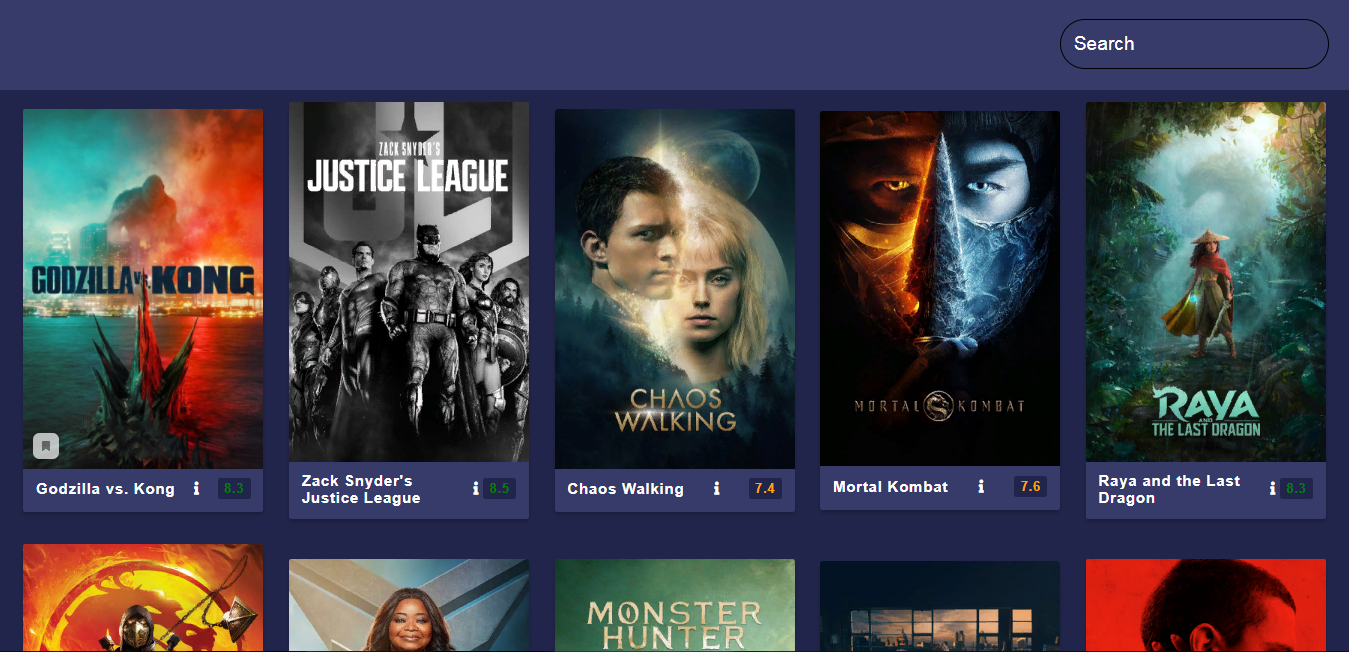 Search
GODZILLA vs. KONG
ZACK SNYDER'S
JUSTICE LEAGUE
CHAOS
WALKING
MORTAL KOMBAT
RAYA
AND
THE LAST DRAGON
Godzilla vs. Kong i 8.3
Zack Snyder's
Justice League i 8.5
Chaos Walking i 7.4
Mortal Kombat i 7.6
Raya and the Last
Dragon i 8.3
MONSTER
HUNTER